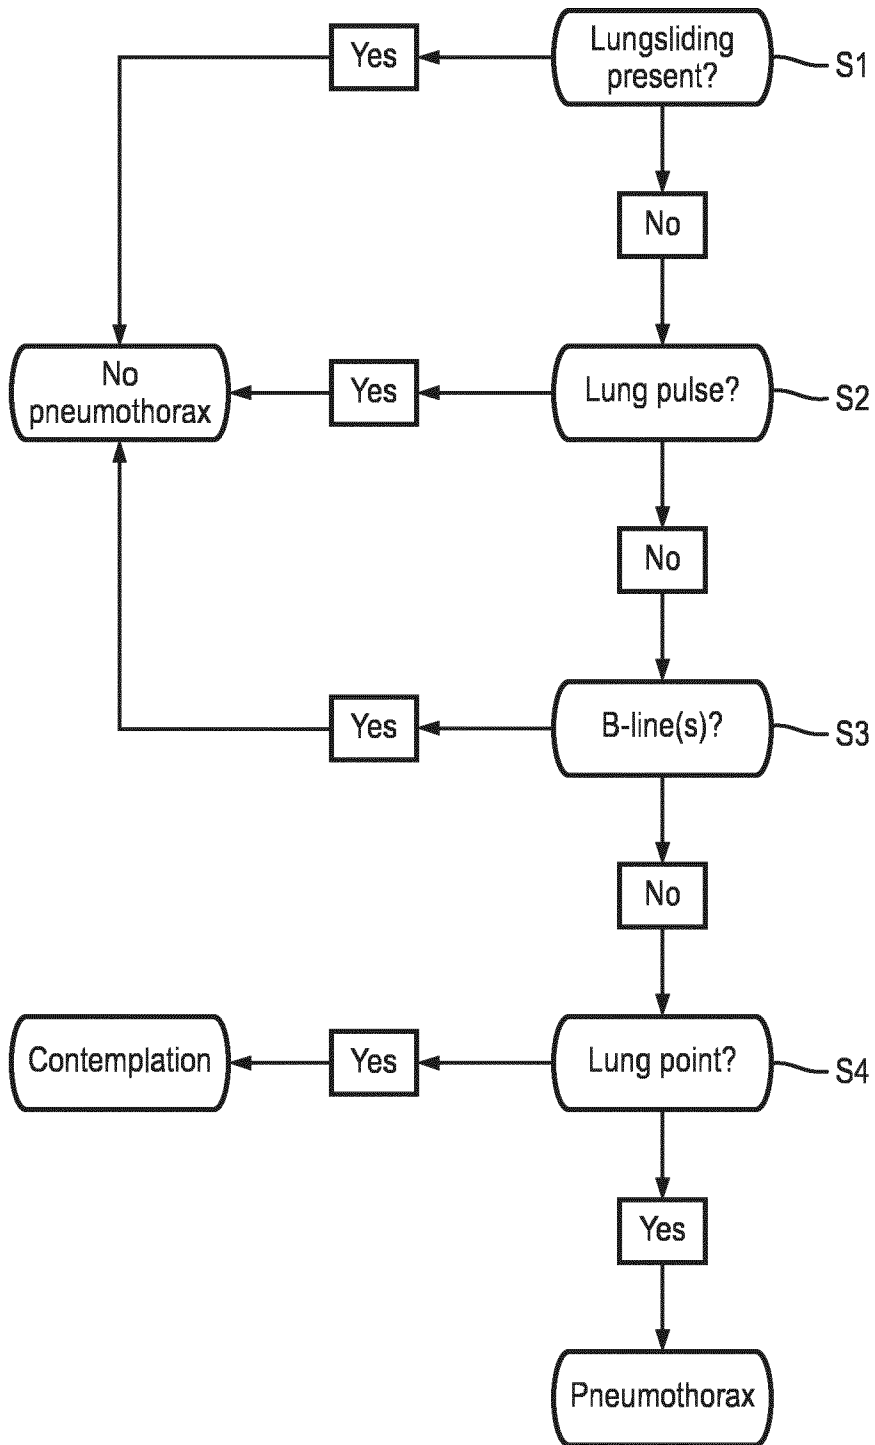 Lungsliding
present?
Yes
S1
No
No
pneumothorax
Yes
Lung pulse?
S2
No
Yes
B-line(s)?
S3
No
Contemplation
Yes
Lung point?
S4
Yes
Pneumothorax